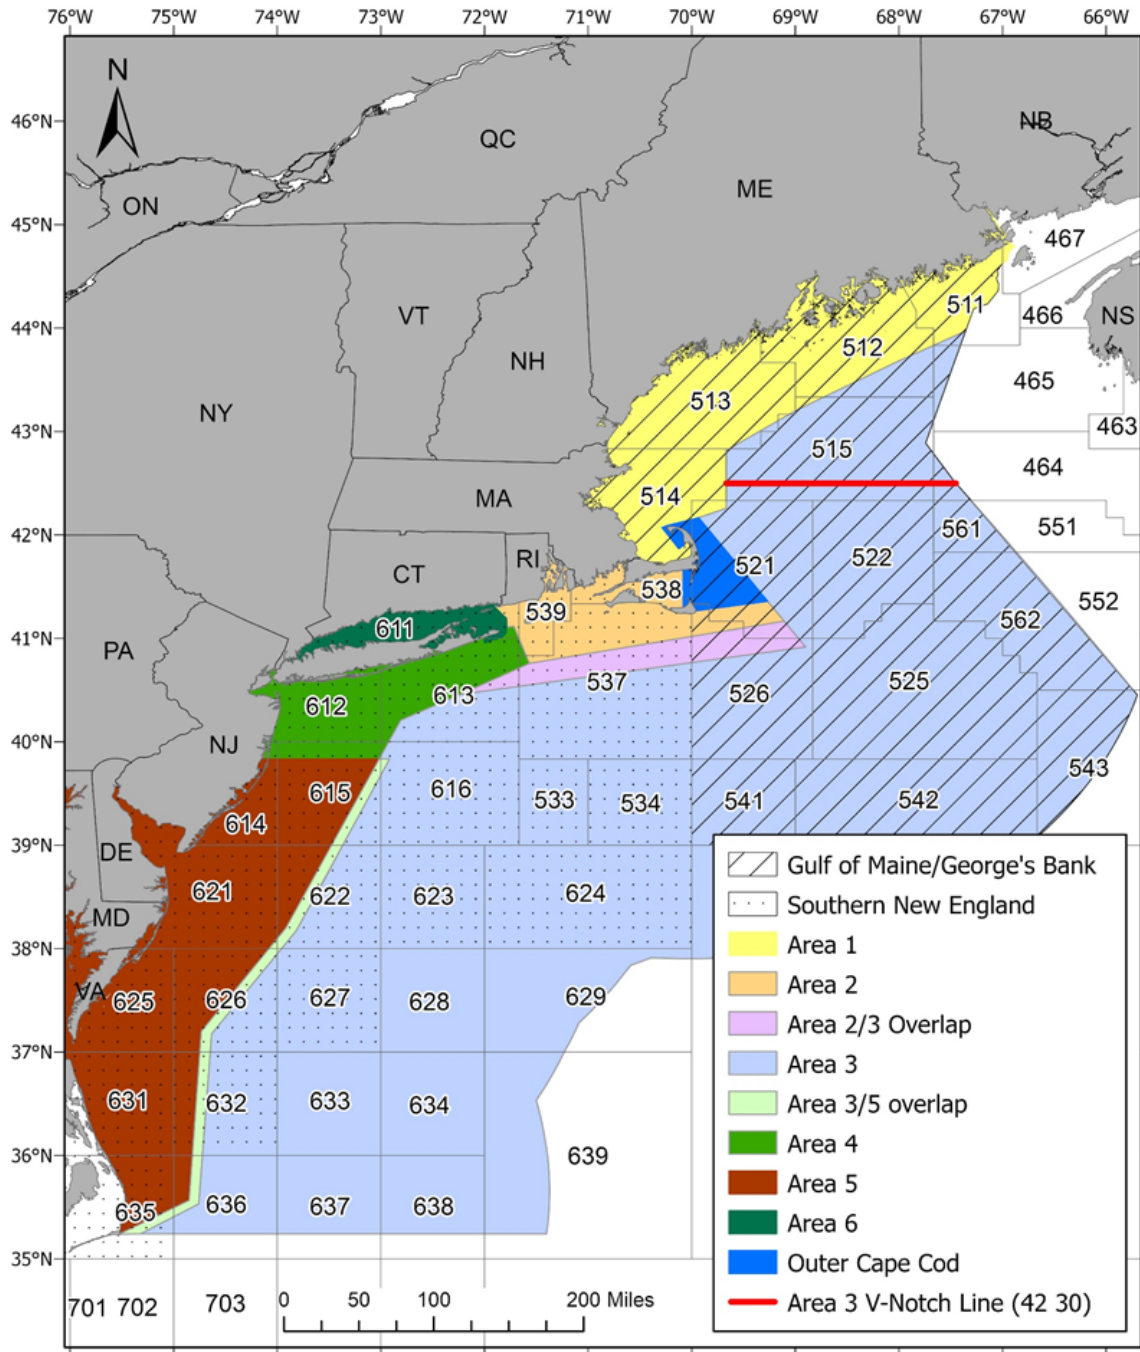 76°W 75°W 74°W 73°W 72°W 71°W 70°W 69°W 68°W 67°W 66°W
N
46°N
QC
NB
ME
ON
45°N
467
511
466
NS
44°N
VT
512
NH
465
513
NY
463
43°N
515
464
MA
514
551
561
42°N
RI
521
522
CT
538
552
539
562
611
41°N
PA
537
525
526
613
612
NJ
40°N
543
616
615
533
534
541
542
614
39°N
DE
621
622
623
624
MD
38°N
VA
625
626
627
628
629
37°N
631
632
633
634
36°N
639
635
636
637
638
35°N
701 702 703
0 50 100 200 Miles
Gulf of Maine/George's Bank
Southern New England
Area 1
Area 2
Area 2/3 Overlap
Area 3
Area 3/5 overlap
Area 4
Area 5
Area 6
Outer Cape Cod
Area 3 V-Notch Line (42 30)